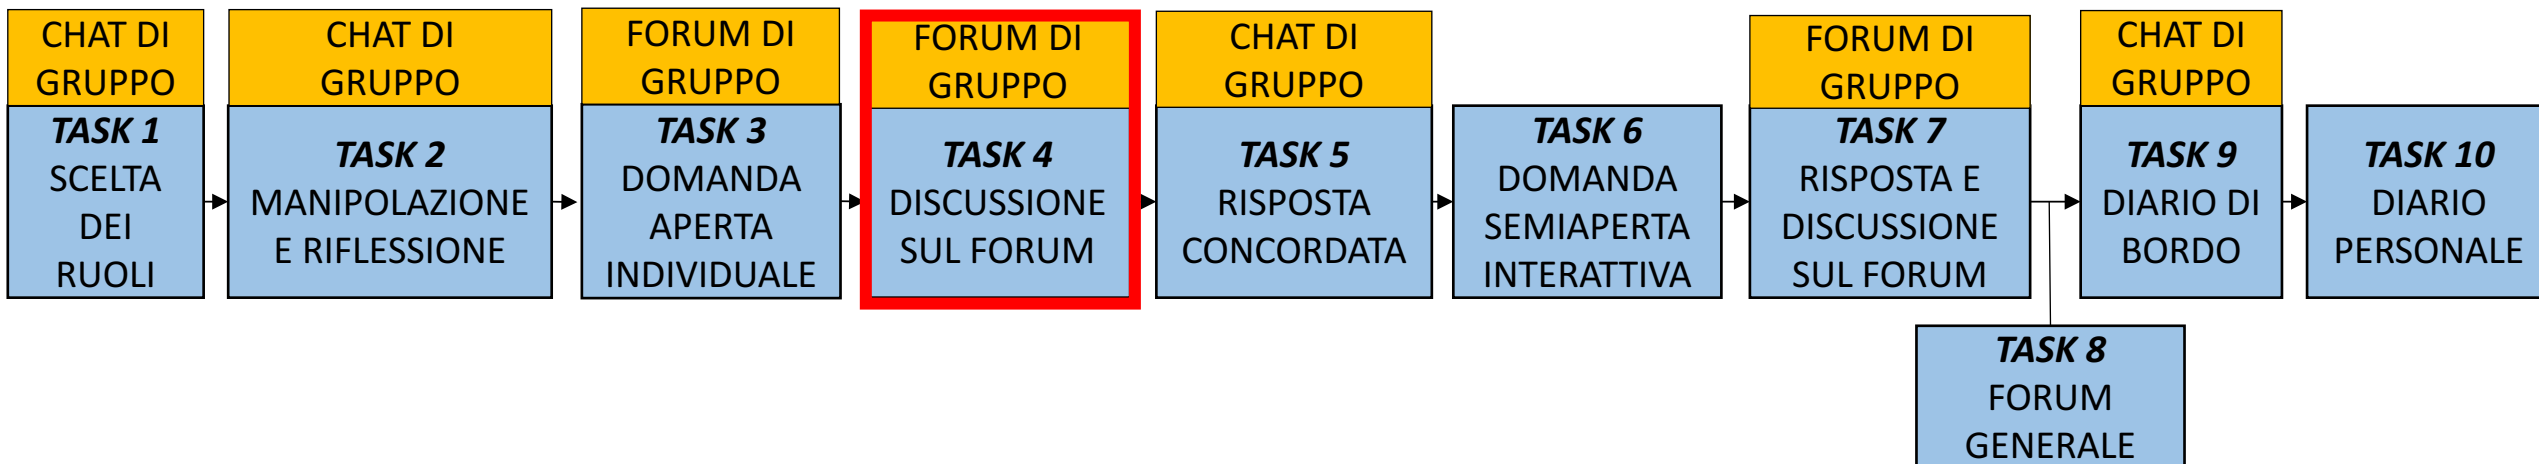 CHAT DI
GRUPPO
TASK 1
SCELTA
DEI
RUOLI
CHAT DI
GRUPPO
TASK 2
MANIPOLAZIONE
E RIFLESSIONE
FORUM DI
GRUPPO
TASK 3
DOMANDA
APERTA
INDIVIDUALE
FORUM DI
GRUPPO
TASK 4
DISCUSSIONE
SUL FORUM
CHAT DI
GRUPPO
TASK 5
RISPOSTA
CONCORDATA
TASK 6
DOMANDA
SEMIAPERTA
INTERATTIVA
FORUM DI
GRUPPO
TASK 7
RISPOSTA E
DISCUSSIONE
SUL FORUM
TASK 8
FORUM
GENERALE
CHAT DI
GRUPPO
TASK 9
DIARIO DI
BORDO
TASK 10
DIARIO
PERSONALE